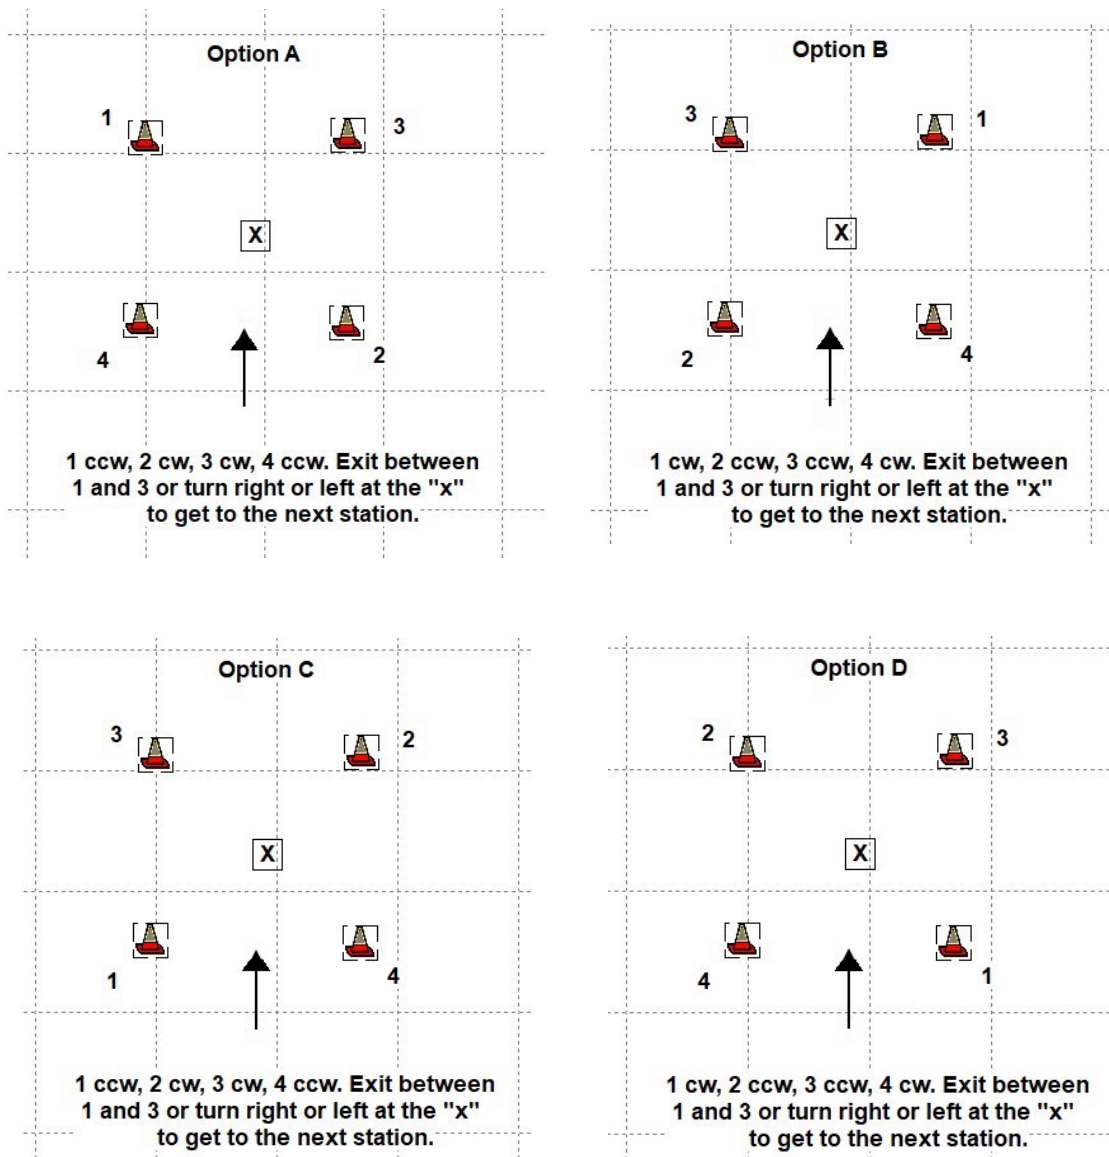 Option A
1
3
X
4
2
1 ccw, 2 cw, 3 cw, 4 ccw. Exit between
1 and 3 or turn right or left at the "x"
to get to the next station.
Option B
3
1
X
2
4
1 cw, 2 ccw, 3 ccw, 4 cw. Exit between
1 and 3 or turn right or left at the "x"
to get to the next station.
Option C
3
2
X
1
4
1 ccw, 2 cw, 3 cw, 4 ccw. Exit between
1 and 3 or turn right or left at the "x"
to get to the next station.
Option D
2
3
X
4
1
1 cw, 2 ccw, 3 ccw, 4 cw. Exit between
1 and 3 or turn right or left at the "x"
to get to the next station.